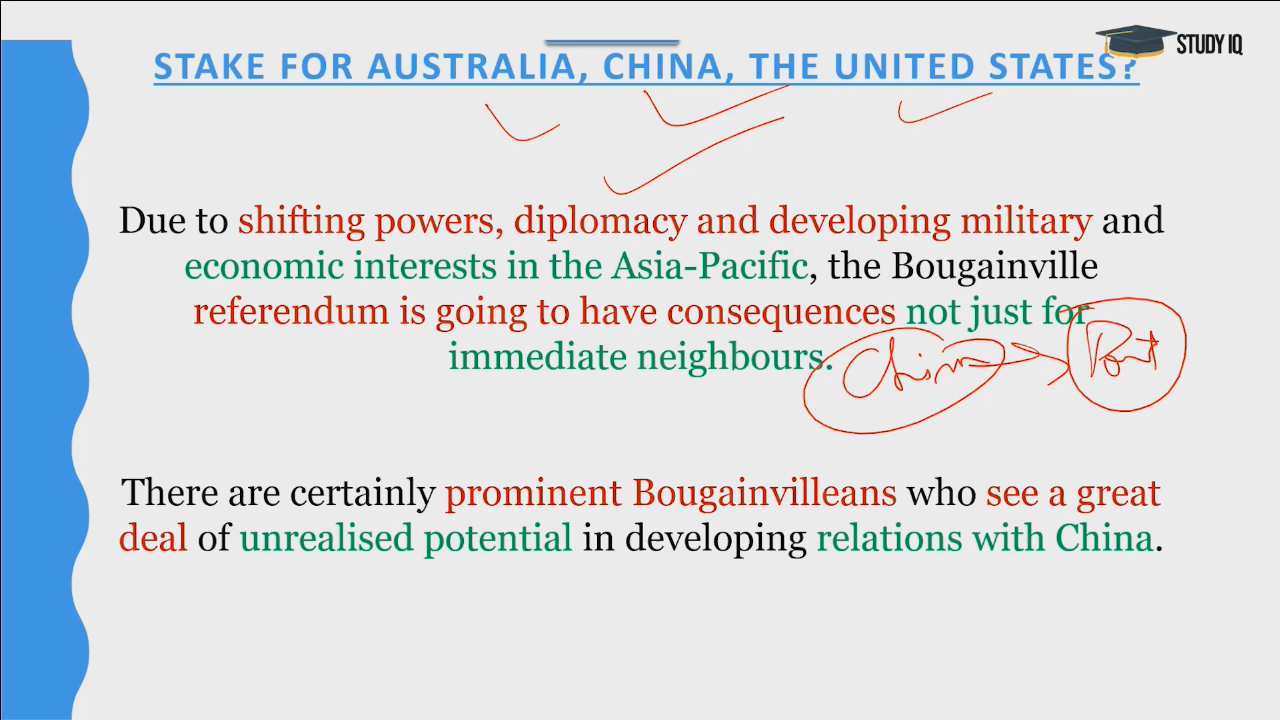 STUDY IQ
STAKE FOR AUSTRALIA, CHINA, THE UNITED STATES?
Due to shifting powers, diplomacy and developing military and
economic interests in the Asia-Pacific, the Bougainville
referendum is going to have consequences not just for
immediate neighbours.
China
Port
There are certainly prominent Bougainvilleans who see a great
deal of unrealised potential in developing relations with China.